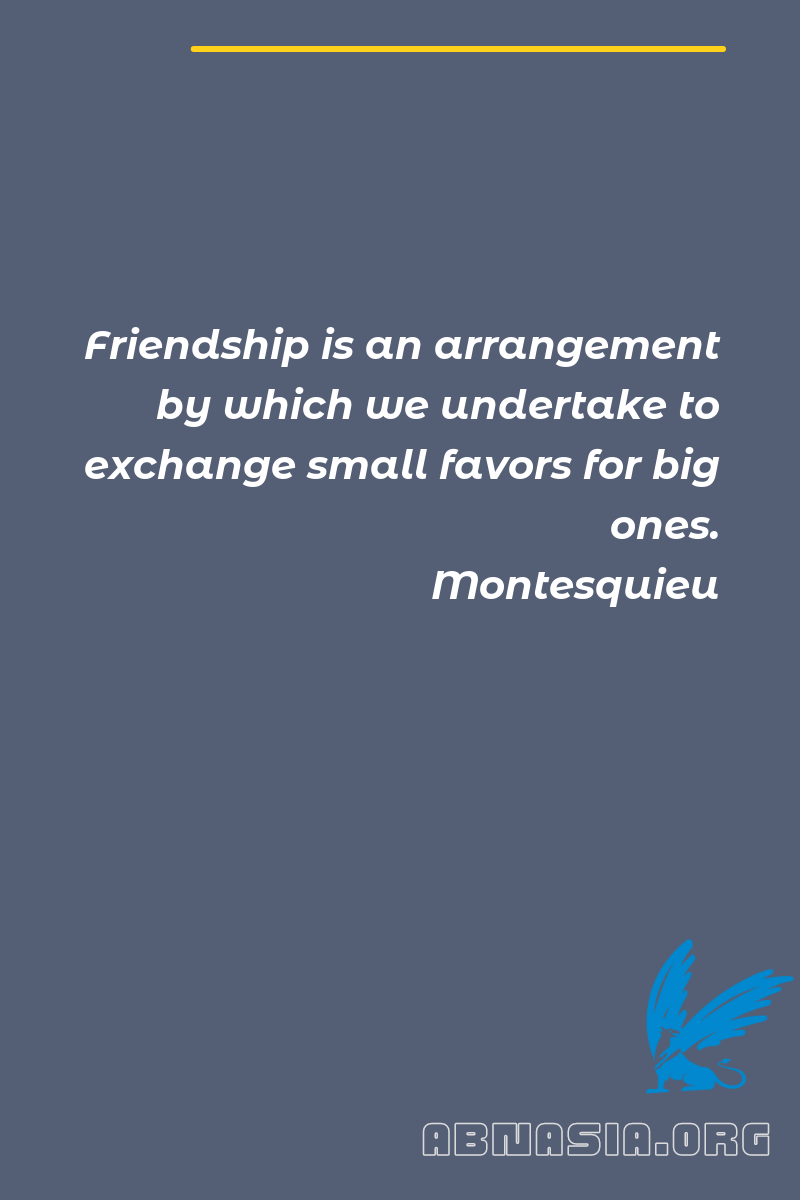 Friendship is an arrangement
by which we undertake to
exchange small favors for big
ones.
Montesquieu
ABNASIA.ORG